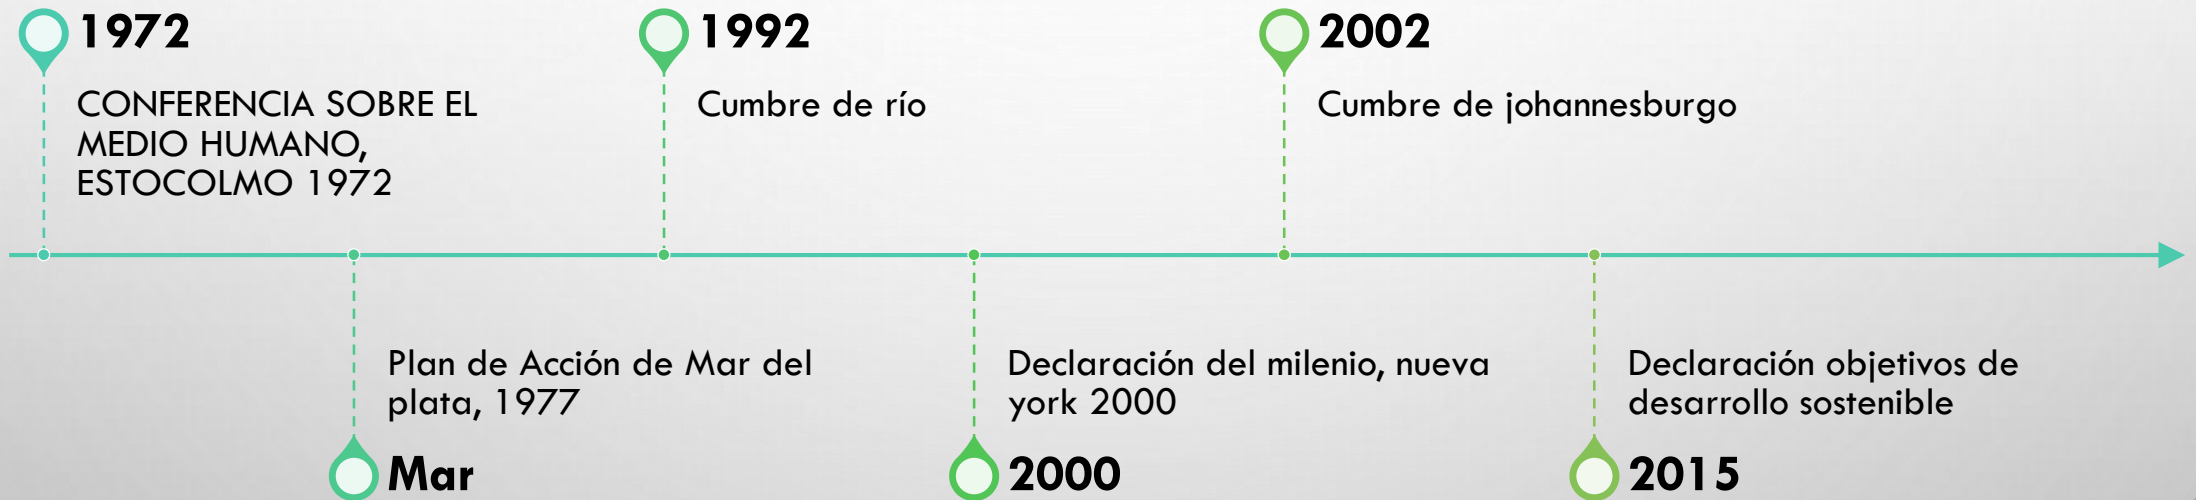 1972
CONFERENCIA SOBRE EL
MEDIO HUMANO,
ESTOCOLMO 1972
Plan de Acción de Mar del
plata, 1977
Mar
1992
Cumbre de río
Declaración del milenio, nueva
york 2000
2000
2002
Cumbre de johannesburgo
Declaración objetivos de
desarrollo sostenible
2015